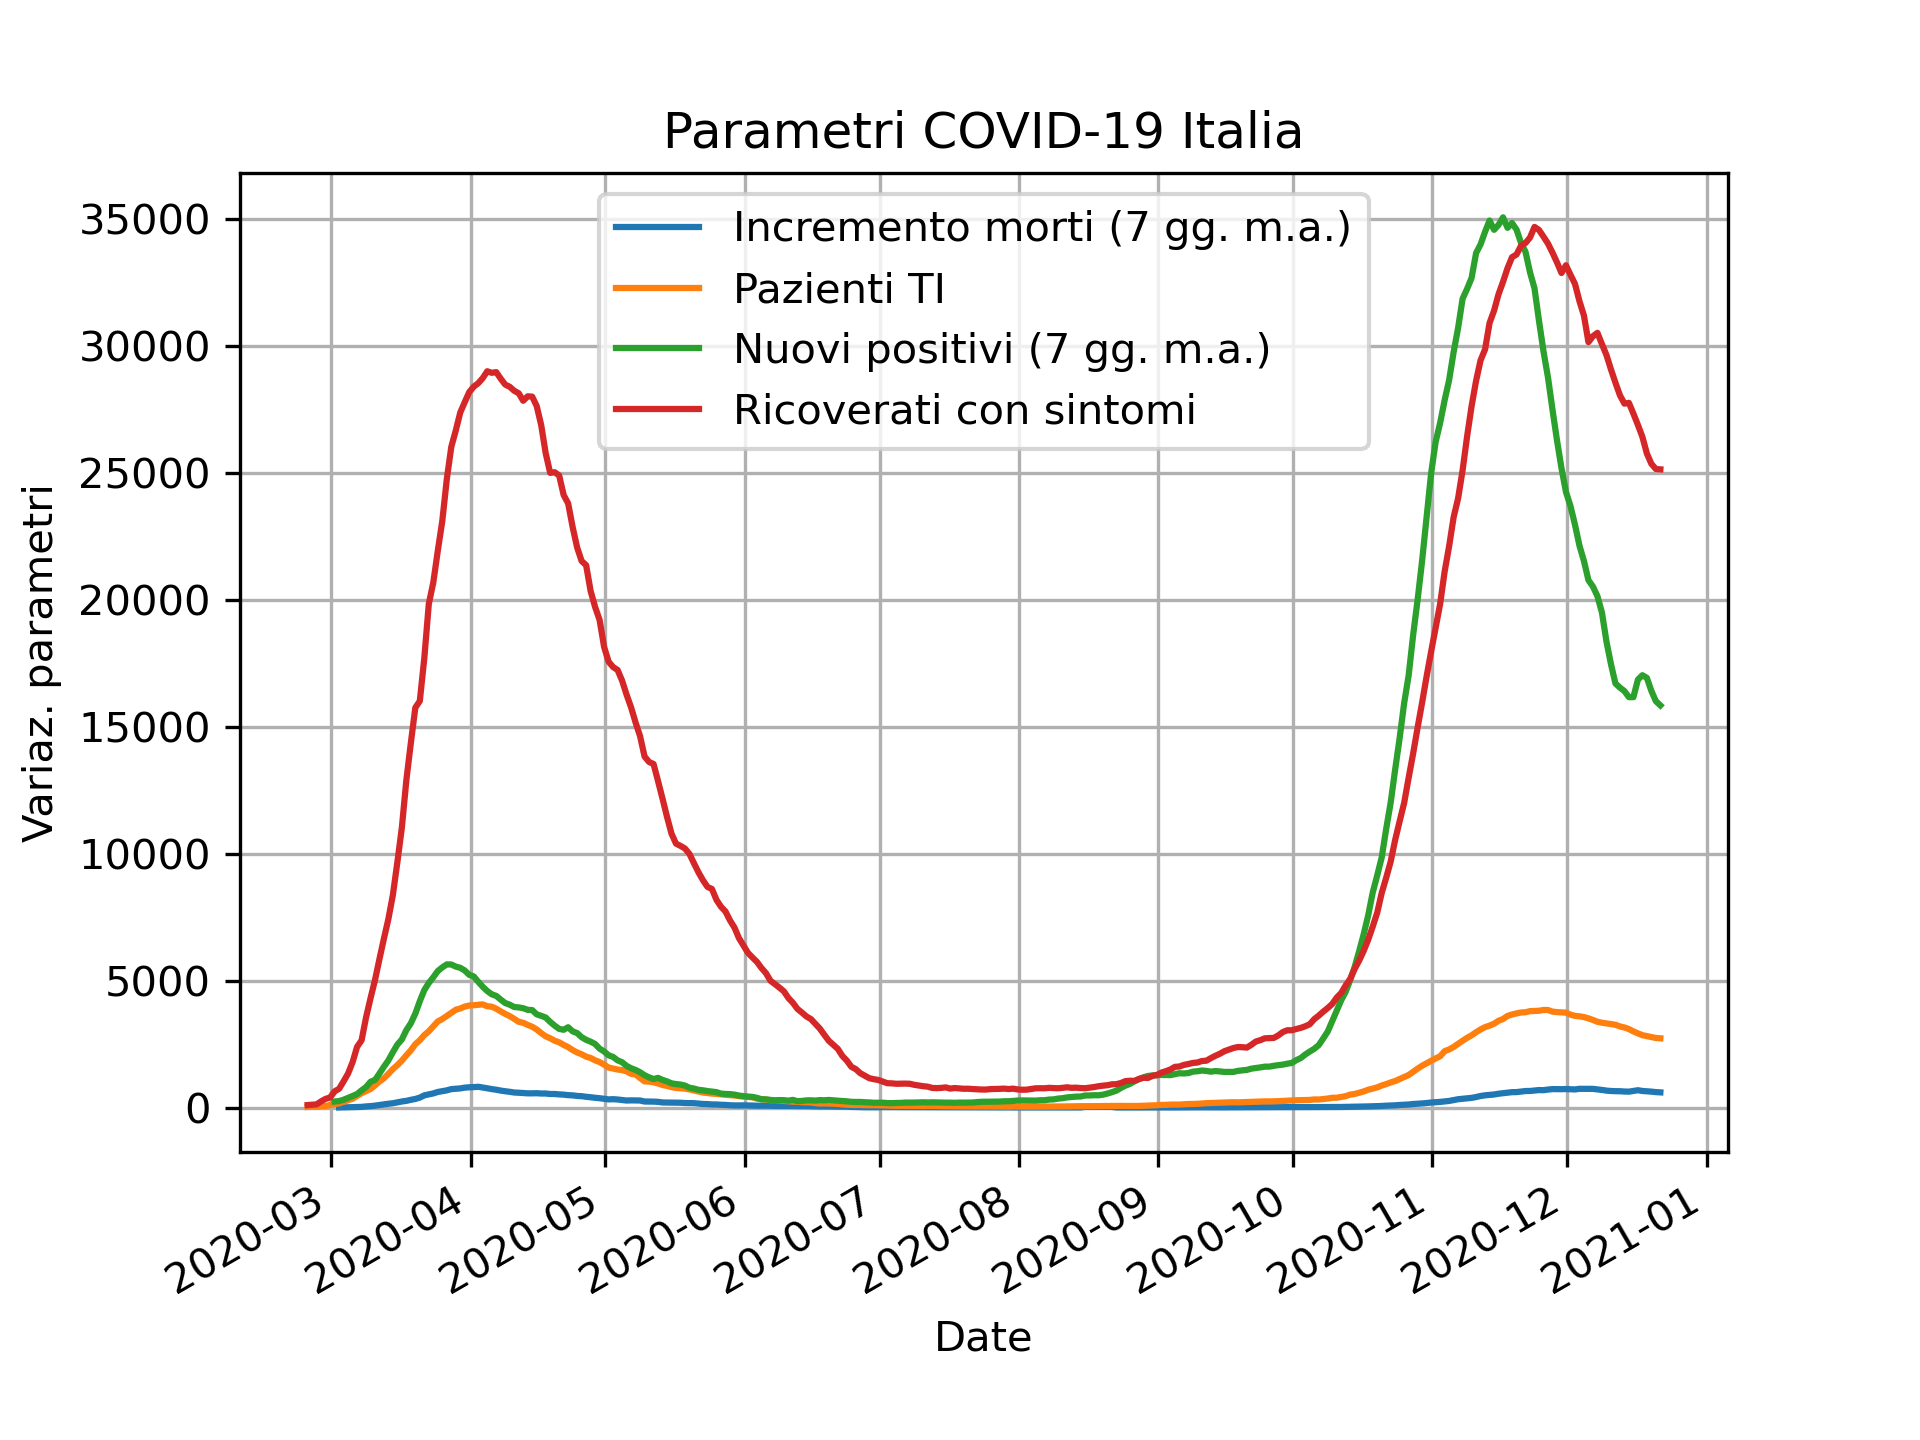 Parametri COVID-19 Italia
Incremento morti (7 gg. m.a.)
Pazienti TI
Nuovi positivi (7 gg. m.a.)
Ricoverati con sintomi
Variaz. parametri
35000
30000
25000
20000
15000
10000
5000
0
2020-03
2020-04
2020-05
2020-06
2020-07
2020-08
2020-09
2020-10
2020-11
2020-12
2021-01
Date